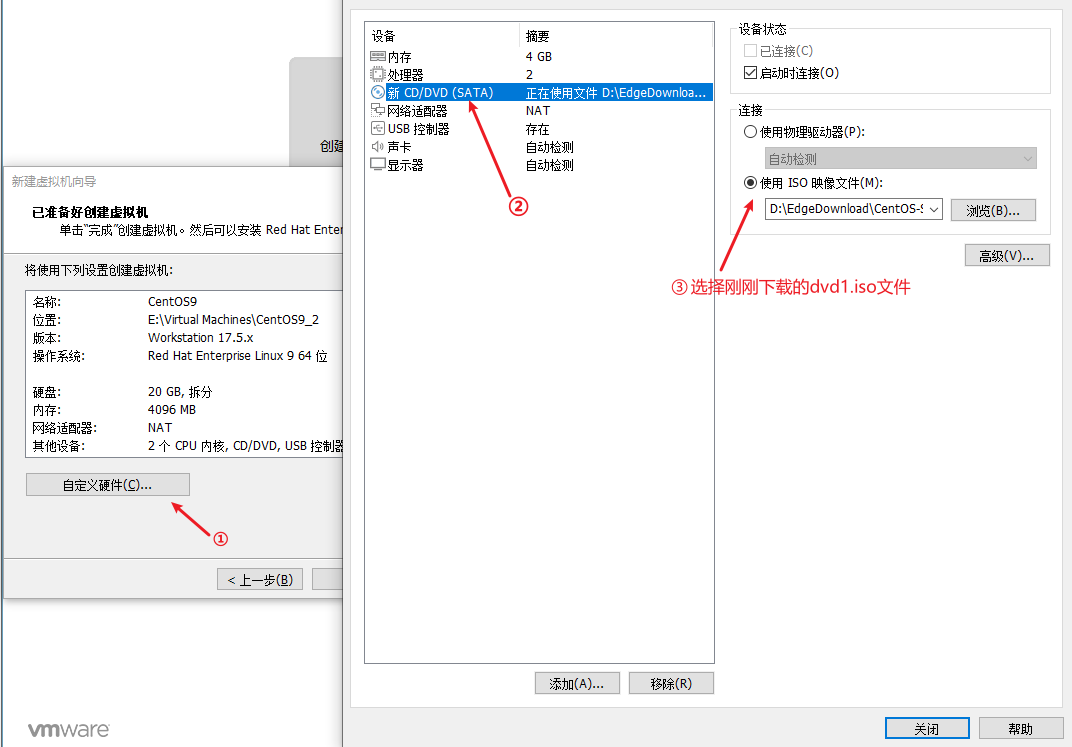 创建
新建虚拟机向导
已准备好创建虚拟机
单击“完成”创建虚拟机。然后可以安装 Red Hat Enter
将使用下列设置创建虚拟机:
名称: CentOS9
位置: E:\Virtual Machines\CentOS9_2
版本: Workstation 17.5.x
操作系统: Red Hat Enterprise Linux 9 64 位
硬盘: 20 GB, 拆分
内存: 4096 MB
网络适配器: NAT
其他设备: 2 个 CPU 内核, CD/DVD, USB 控制器
自定义硬件(C)...
①
< 上一步(B)
vmware
设备 摘要
内存 4 GB
处理器 2
新 CD/DVD (SATA) 正在使用文件 D:\EdgeDownloa...
网络适配器 NAT
USB 控制器 存在
声卡 自动检测
显示器 自动检测
②
添加(A)... 移除(R)
设备状态
已连接(C)
启动时连接(O)
连接
使用物理驱动器(P):
自动检测
使用 ISO 映像文件(M):
D:\EdgeDownload\CentOS-S 浏览(B)...
高级(V)...
③选择刚刚下载的dvd1.iso文件
关闭 帮助